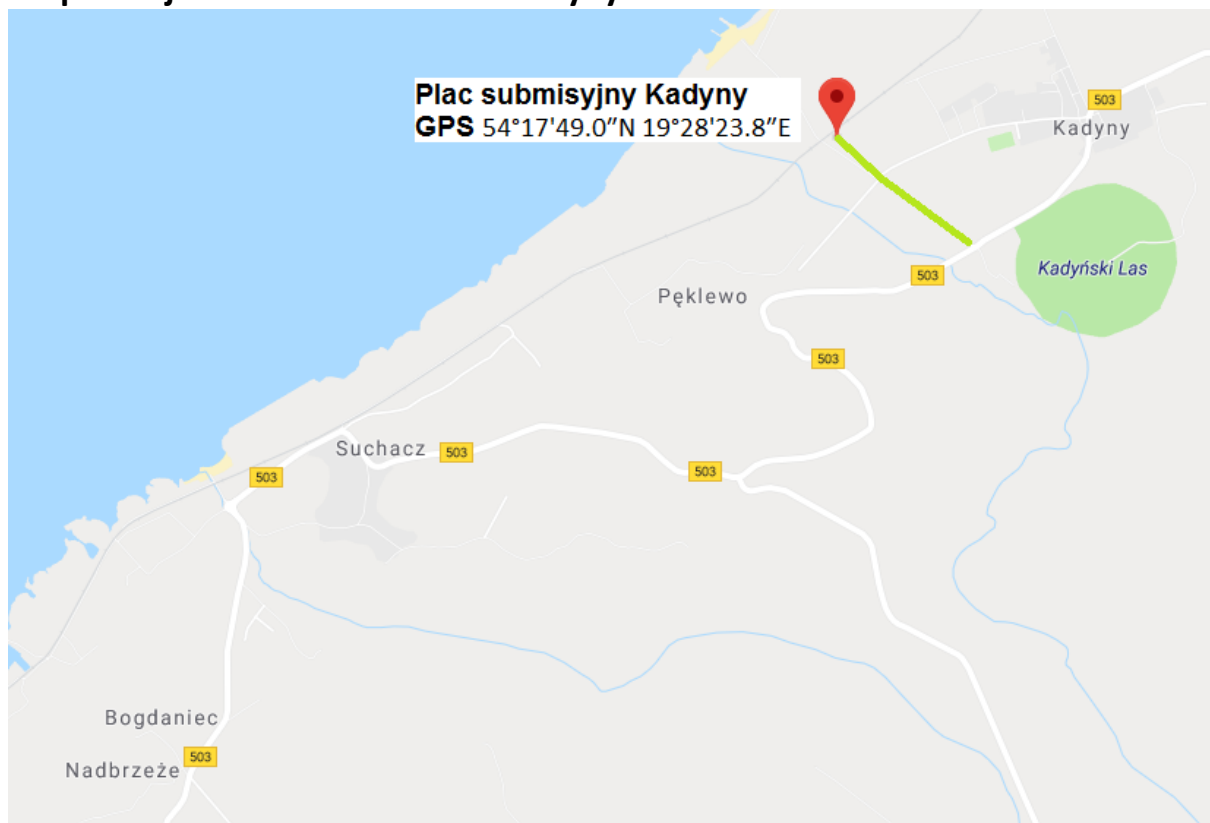 Plac submisyjny Kadyny
GPS 54°17'49.0″N 19°28'23.8″E
503
Kadyny
Kadyński Las
503
Pęklewo
503
Suchacz
503
503
503
Bogdaniec
503
Nadbrzeże